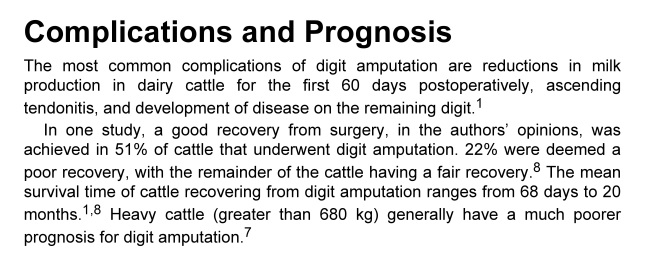 Complications and Prognosis
The most common complications of digit amputation are reductions in milk
production in dairy cattle for the first 60 days postoperatively, ascending
tendonitis, and development of disease on the remaining digit.1
In one study, a good recovery from surgery, in the authors’ opinions, was
achieved in 51% of cattle that underwent digit amputation. 22% were deemed a
poor recovery, with the remainder of the cattle having a fair recovery.8 The mean
survival time of cattle recovering from digit amputation ranges from 68 days to 20
months.1,8 Heavy cattle (greater than 680 kg) generally have a much poorer
prognosis for digit amputation.7